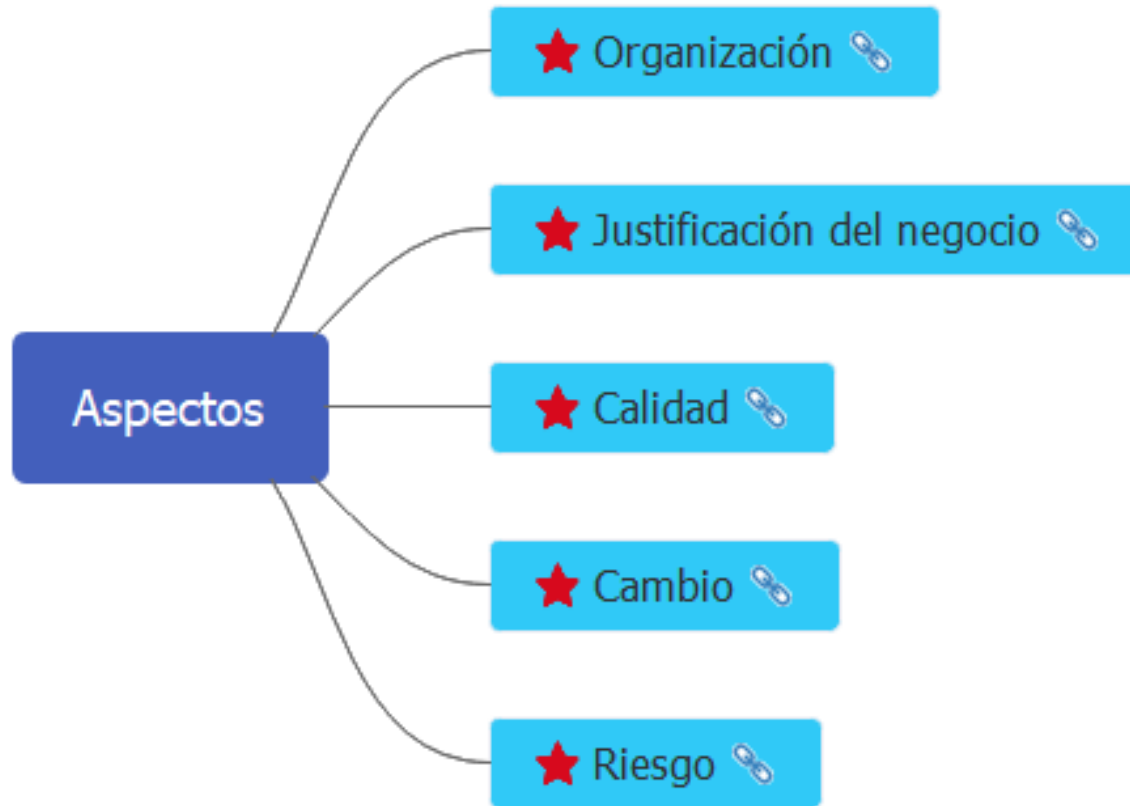 Organización
Justificación del negocio
Aspectos
Calidad
Cambio
Riesgo